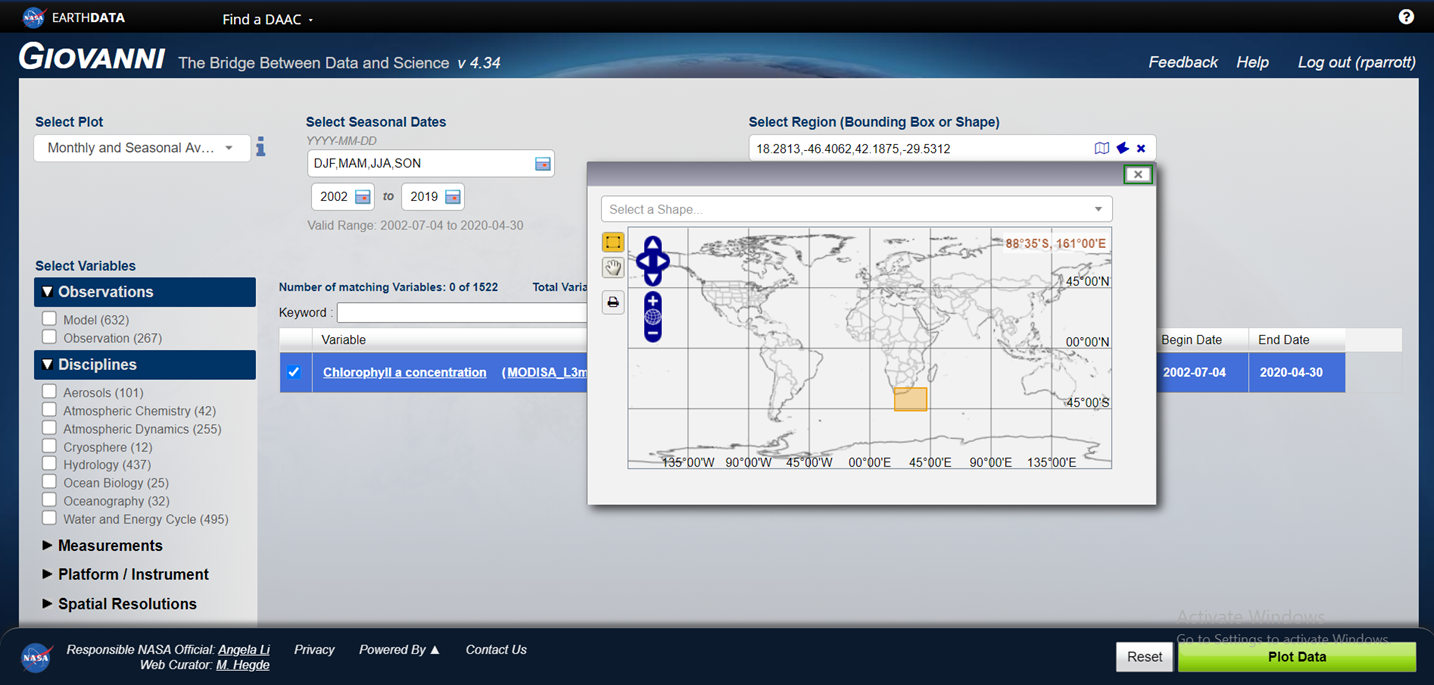 NASA EARTHDATA Find a DAAC ?
GIOVANNI The Bridge Between Data and Science v 4.34 Feedback Help Log out (rparrott)
Select Plot
Monthly and Seasonal Av... i
Select Seasonal Dates
YYYY-MM-DD
DJF,MAM,JJA,SON
2002 to 2019
Valid Range: 2002-07-04 to 2020-04-30
Select Region (Bounding Box or Shape)
18.2813,-46.4062,42.1875,-29.5312
Select a Shape...
88°35'S, 161°00'E
45°00'N
00°00'N
45°00'S
135°00'W 90°00'W 45°00'W 00°00'E 45°00'E 90°00'E 135°00'E
Select Variables
Observations
Model (632)
Observation (267)
Disciplines
Aerosols (101)
Atmospheric Chemistry (42)
Atmospheric Dynamics (255)
Cryosphere (12)
Hydrology (437)
Ocean Biology (25)
Oceanography (32)
Water and Energy Cycle (495)
Measurements
Platform / Instrument
Spatial Resolutions
Number of matching Variables: 0 of 1522 Total Varia
Keyword :
Variable Begin Date End Date
Chlorophyll a concentration (MODISA_L3m 2002-07-04 2020-04-30
Activate Windows
Go to Settings to activate Windows.
NASA
Responsible NASA Official: Angela Li Privacy Powered By Contact Us
Web Curator: M. Hegde
Reset Plot Data